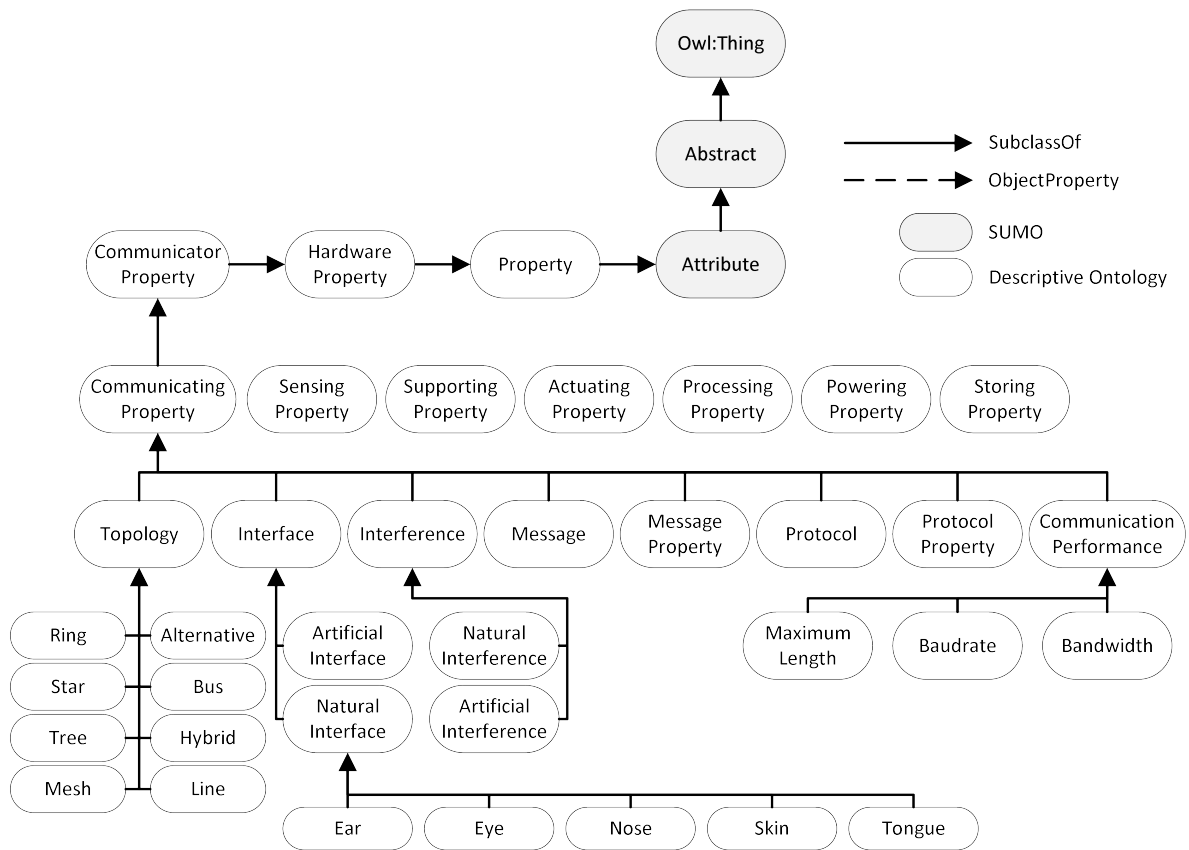 Owl:Thing
Abstract
SubclassOf
ObjectProperty
SUMO
Descriptive Ontology
Communicator
Property
Hardware
Property
Property
Attribute
Communicating
Property
Sensing
Property
Supporting
Property
Actuating
Property
Processing
Property
Powering
Property
Storing
Property
Topology
Interface
Interference
Message
Message
Property
Protocol
Protocol
Property
Communication
Performance
Ring
Alternative
Star
Bus
Tree
Hybrid
Mesh
Line
Artificial
Interface
Natural
Interface
Natural
Interference
Artificial
Interference
Maximum
Length
Baudrate
Bandwidth
Ear
Eye
Nose
Skin
Tongue